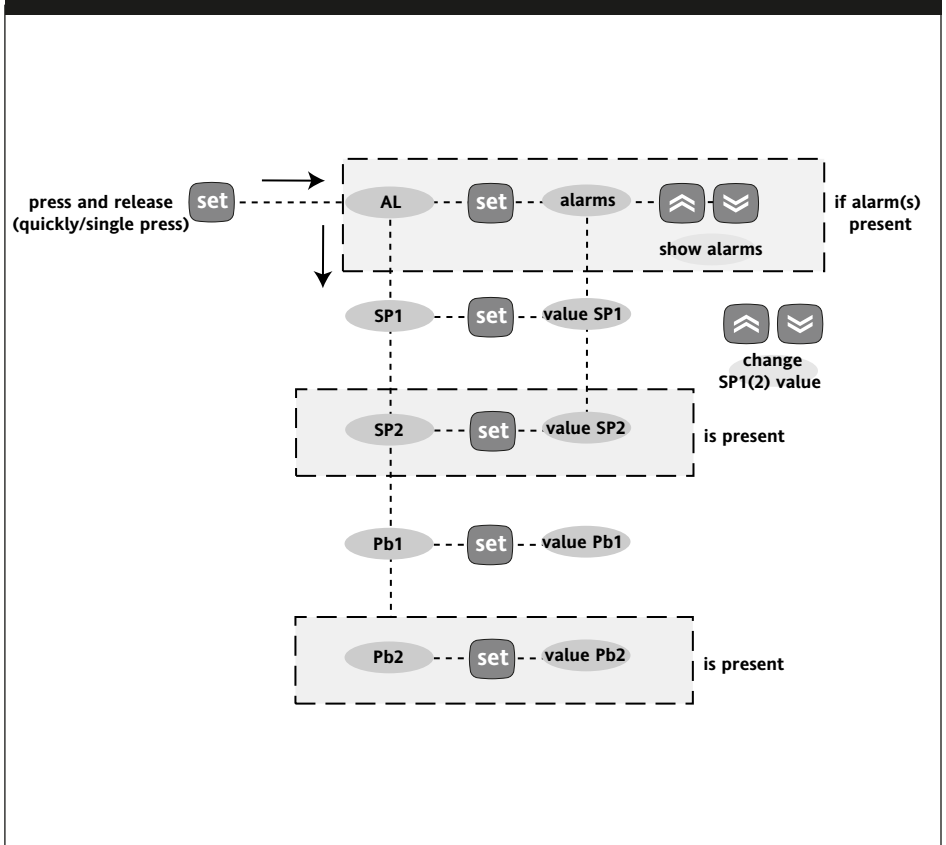 press and release
(quickly/single press)
set
AL
set
alarms
if alarm(s)
present
show alarms
SP1
set
value SP1
change
SP1(2) value
SP2
set
value SP2
is present
Pb1
set
value Pb1
Pb2
set
value Pb2
is present